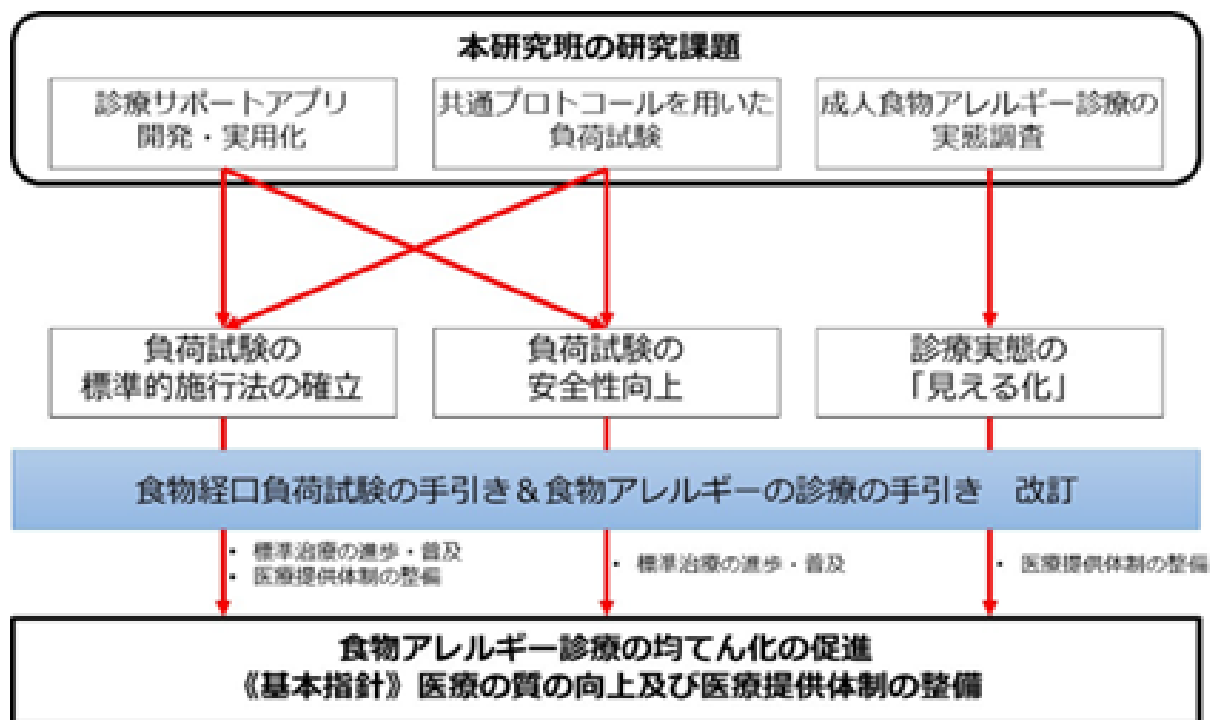 本研究班の研究課題
診療サポートアプリ
開発・実用化
共通プロトコールを用いた
負荷試験
成人食物アレルギー診療の
実態調査
負荷試験の
標準的施行法の確立
負荷試験の
安全性向上
診療実態の
「見える化」
食物経口負荷試験の手引き＆食物アレルギーの診療の手引き　改訂
• 標準治療の進歩・普及
• 医療提供体制の整備
• 標準治療の進歩・普及
• 医療提供体制の整備
食物アレルギー診療の均てん化の促進
《基本指針》医療の質の向上及び医療提供体制の整備